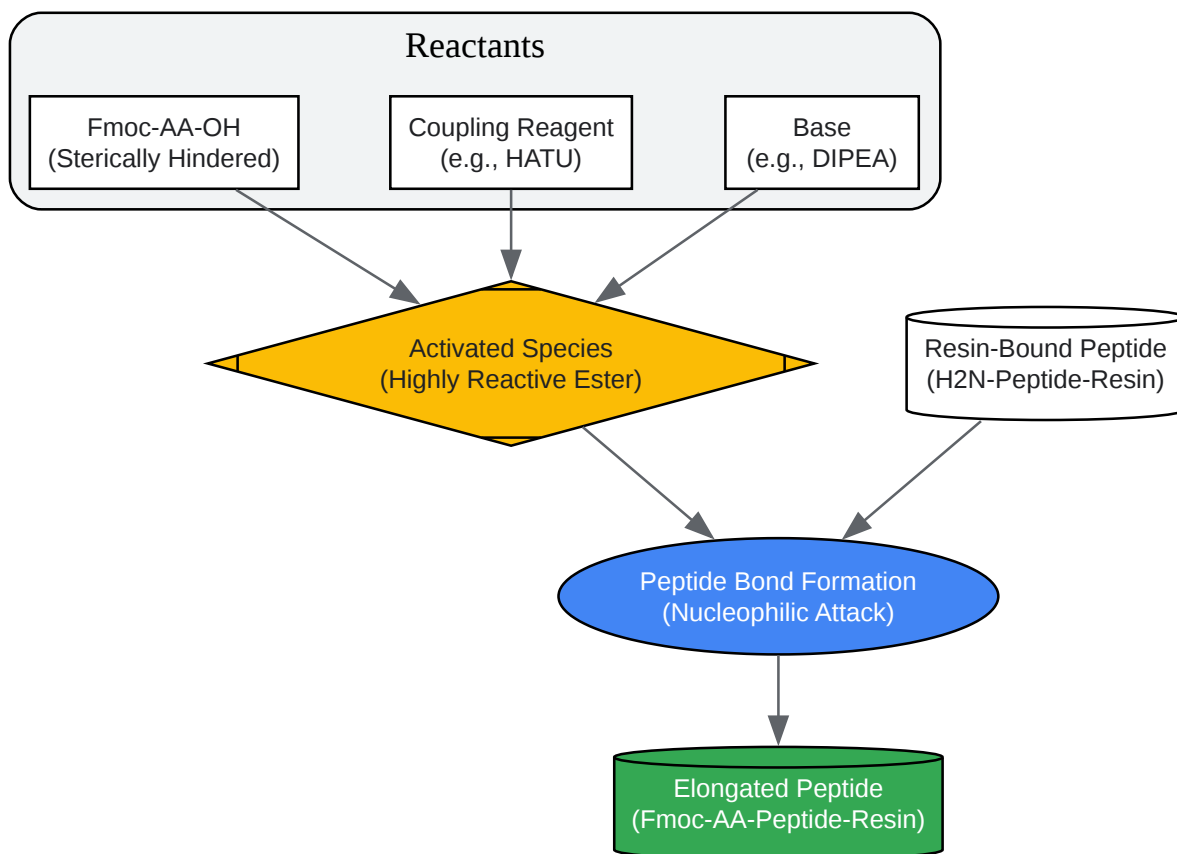 Reactants
Fmoc-AA-OH
(Sterically Hindered)
Coupling Reagent
(e.g., HATU)
Base
(e.g., DIPEA)
Activated Species
(Highly Reactive Ester)
Resin-Bound Peptide
(H2N-Peptide-Resin)
Peptide Bond Formation
(Nucleophilic Attack)
Elongated Peptide
(Fmoc-AA-Peptide-Resin)